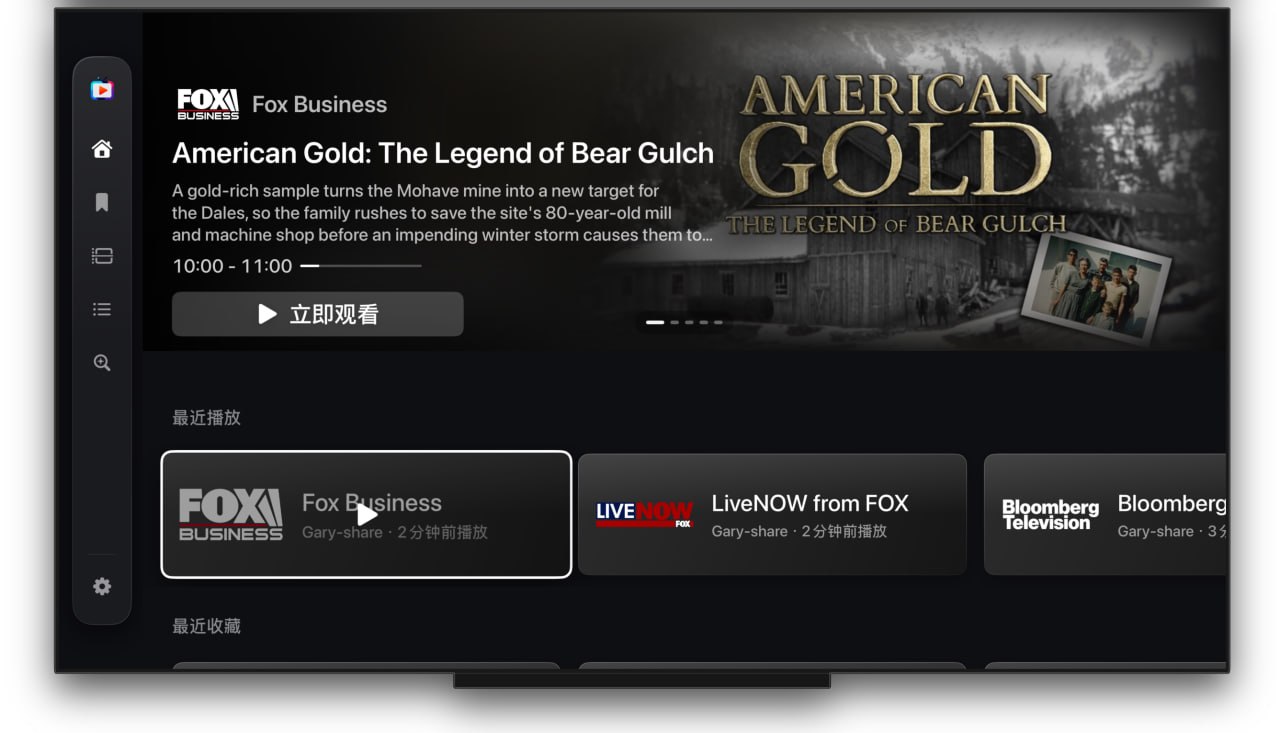 FOX
BUSINESS
Fox Business
American Gold: The Legend of Bear Gulch
A gold-rich sample turns the Mohave mine into a new target for
the Dales, so the family rushes to save the site's 80-year-old mill
and machine shop before an impending winter storm causes them to...
10:00 - 11:00
立即观看
AMERICAN
GOLD
THE LEGEND OF BEAR GULCH
最近播放
FOX
BUSINESS
Fox Business
Gary-share · 2分钟前播放
LIVENOW
FOX
LiveNOW from FOX
Gary-share · 2分钟前播放
Bloomberg
Television
Bloomberg
Gary-share · 3
最近收藏